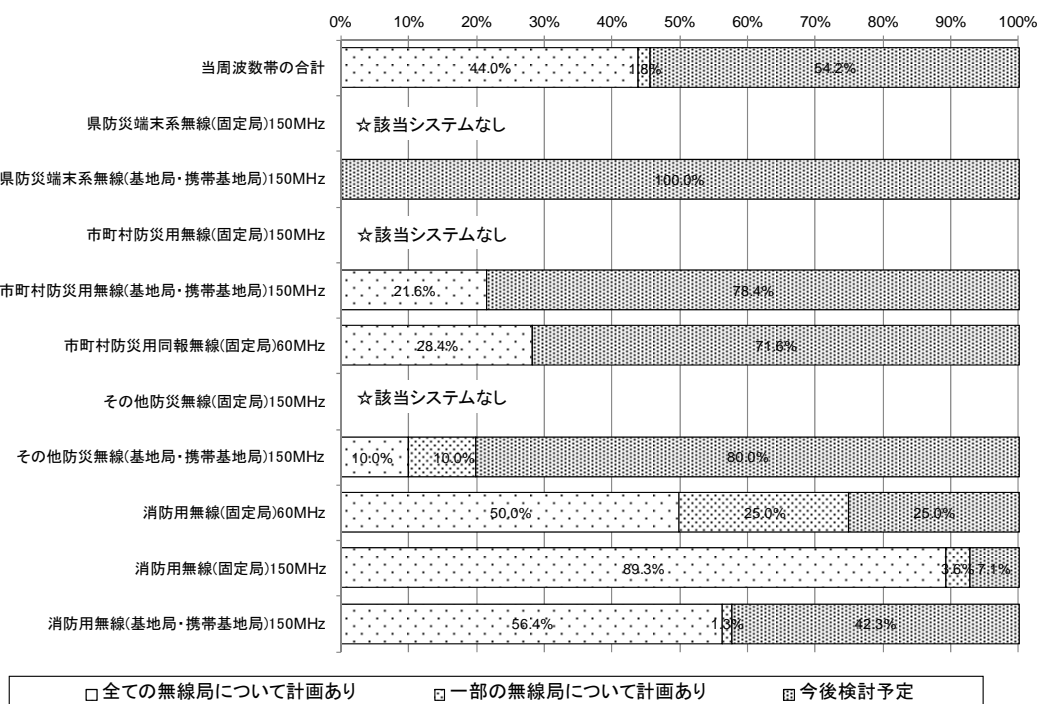 0% 10% 20% 30% 40% 50% 60% 70% 80% 90% 100%
当周波数帯の合計 44.0% 1.8% 54.2%
県防災端末系無線(固定局)150MHz ☆該当システムなし
県防災端末系無線(基地局・携帯基地局)150MHz 100.0%
市町村防災用無線(固定局)150MHz ☆該当システムなし
市町村防災用無線(基地局・携帯基地局)150MHz 21.6% 78.4%
市町村防災用同報無線(固定局)60MHz 28.4% 71.6%
その他防災無線(固定局)150MHz ☆該当システムなし
その他防災無線(基地局・携帯基地局)150MHz 10.0% 10.0% 80.0%
消防用無線(固定局)60MHz 50.0% 25.0% 25.0%
消防用無線(固定局)150MHz 89.3% 3.6% 7.1%
消防用無線(基地局・携帯基地局)150MHz 56.4% 1.3% 42.3%
全ての無線局について計画あり 一部の無線局について計画あり 今後検討予定